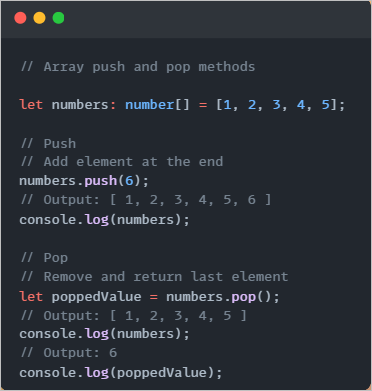 // Array push and pop methods
let numbers: number[] = [1, 2, 3, 4, 5];
// Push
// Add element at the end
numbers.push(6);
// Output: [ 1, 2, 3, 4, 5, 6 ]
console.log(numbers);
// Pop
// Remove and return last element
let poppedValue = numbers.pop();
// Output: [ 1, 2, 3, 4, 5 ]
console.log(numbers);
// Output: 6
console.log(poppedValue);